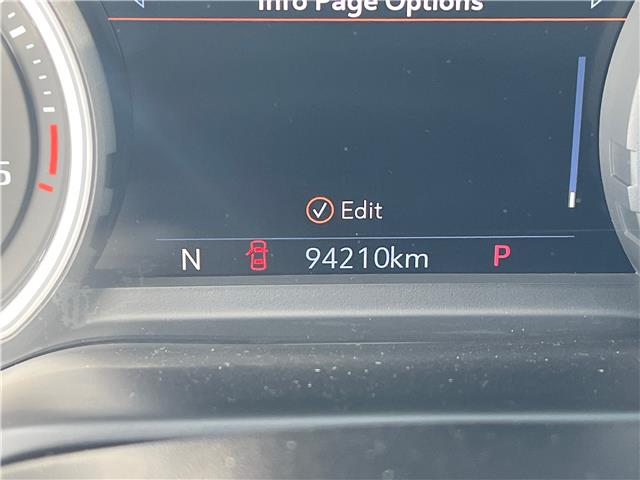 Info Page Options
Edit
N 94210km P